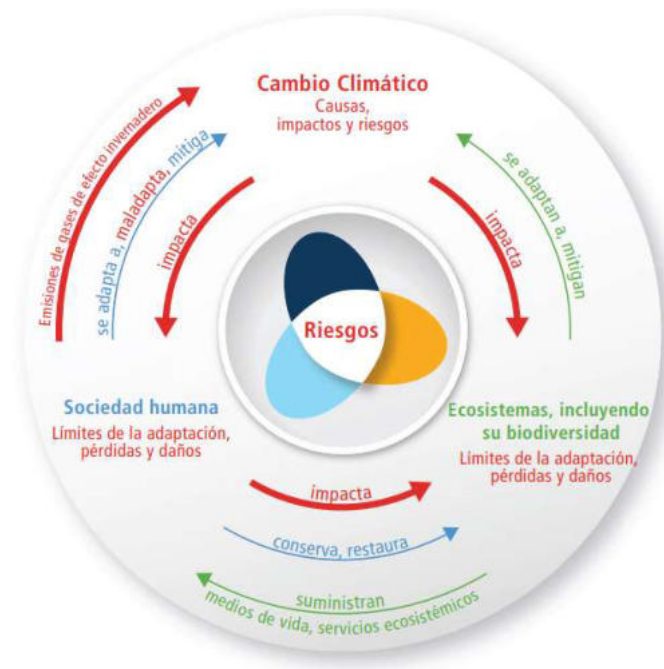 Cambio Climático
Causas,
impactos y riesgos
Emisiones de gases de efecto invernadero
se adapta a, maladapta, mitiga
impacta
impacta
se adaptan a, mitigan
Riesgos
Sociedad humana
Límites de la adaptación,
pérdidas y daños
Ecosistemas, incluyendo
su biodiversidad
Límites de la adaptación,
pérdidas y daños
impacta
conserva, restaura
suministran
medios de vida, servicios ecosistémicos